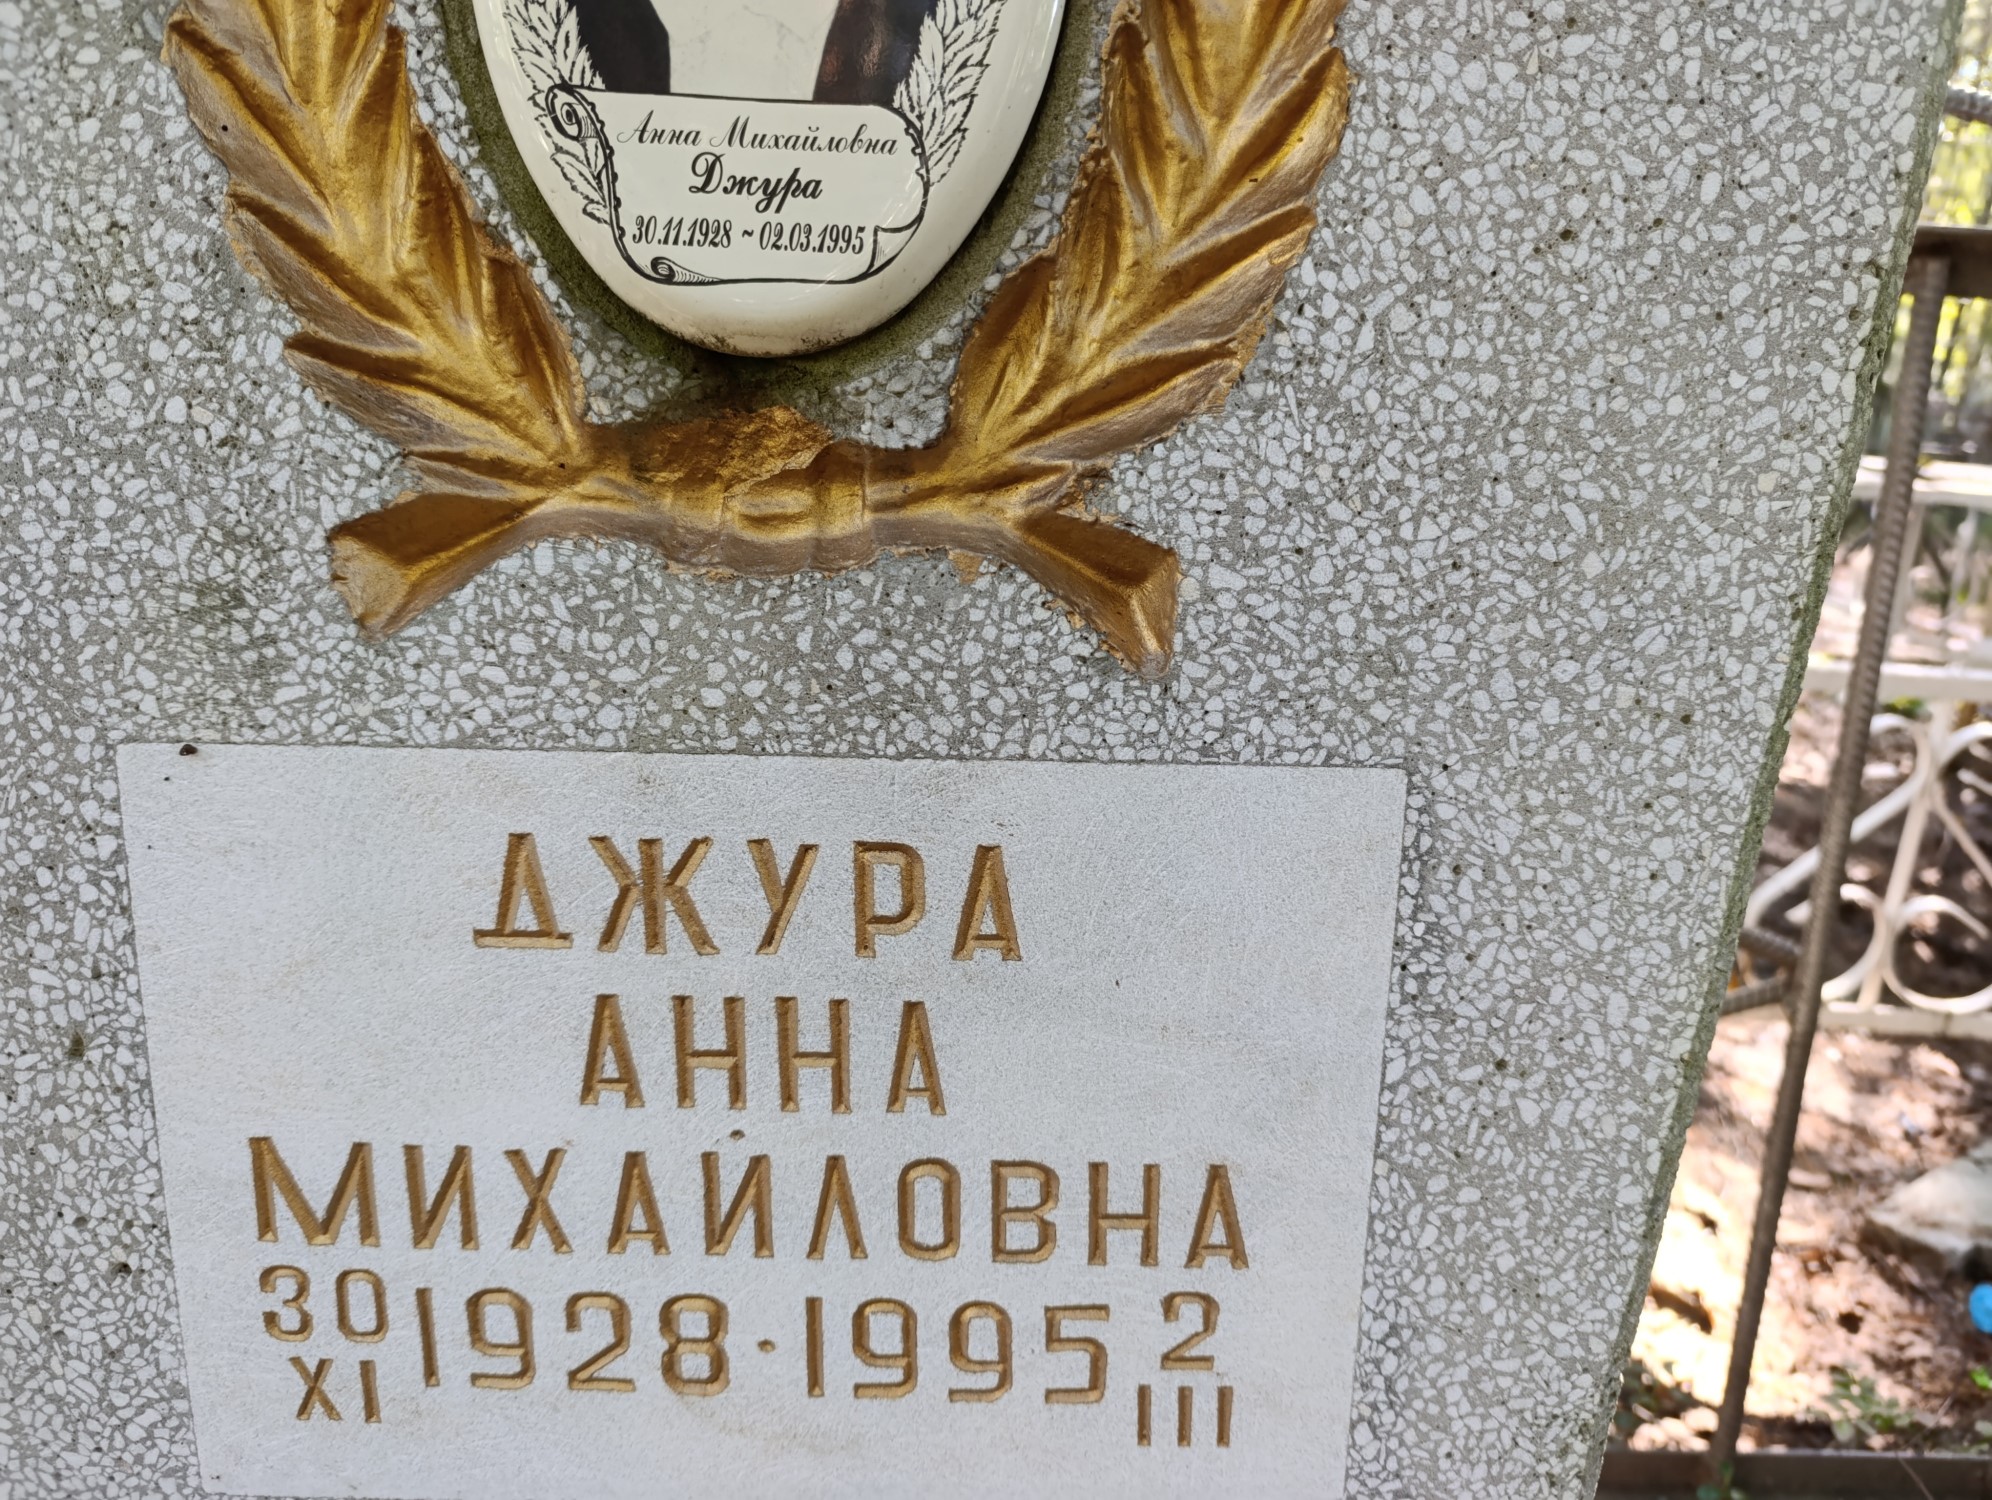 Анна Михайловна
Джура
30.11.1928 ~ 02.03.1995
ДЖУРА
АННА
МИХАЙЛОВНА
30 XI 1928 · 1995 2 III